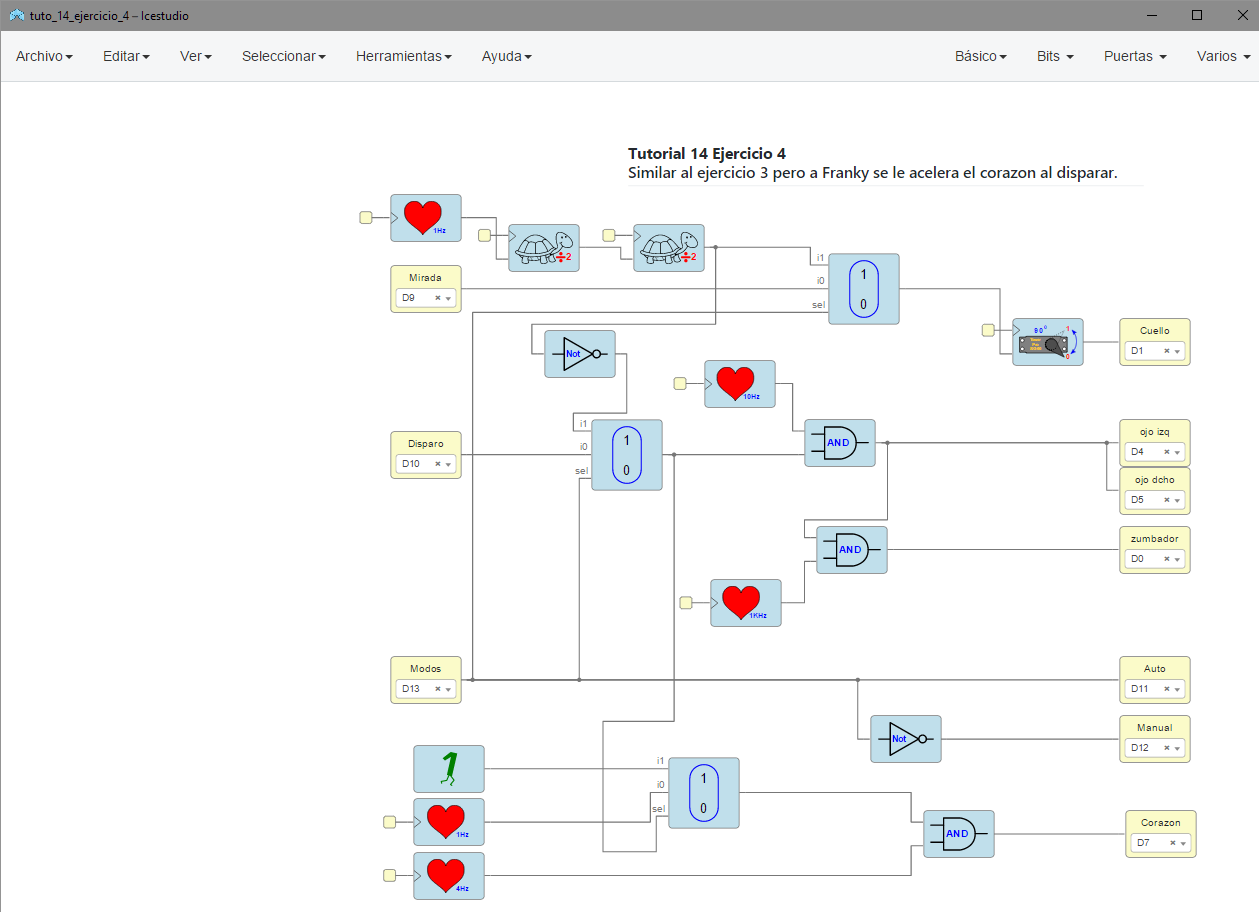 tuto_14_ejercicio_4 – Icestudio
Archivo Editar Ver Seleccionar Herramientas Ayuda Básico Bits Puertas Varios
Tutorial 14 Ejercicio 4
Similar al ejercicio 3 pero a Franky se le acelera el corazon al disparar.
1Hz
÷2
÷2
i1
i0
sel
1
0
Mirada
D9
90°
1
0
Cuello
D1
Not
10Hz
i1
i0
sel
1
0
Disparo
D10
AND
ojo izq
D4
ojo dcho
D5
AND
zumbador
D0
1KHz
Modos
D13
Auto
D11
Not
Manual
D12
1
i1
i0
sel
1
0
1Hz
AND
Corazon
D7
4Hz